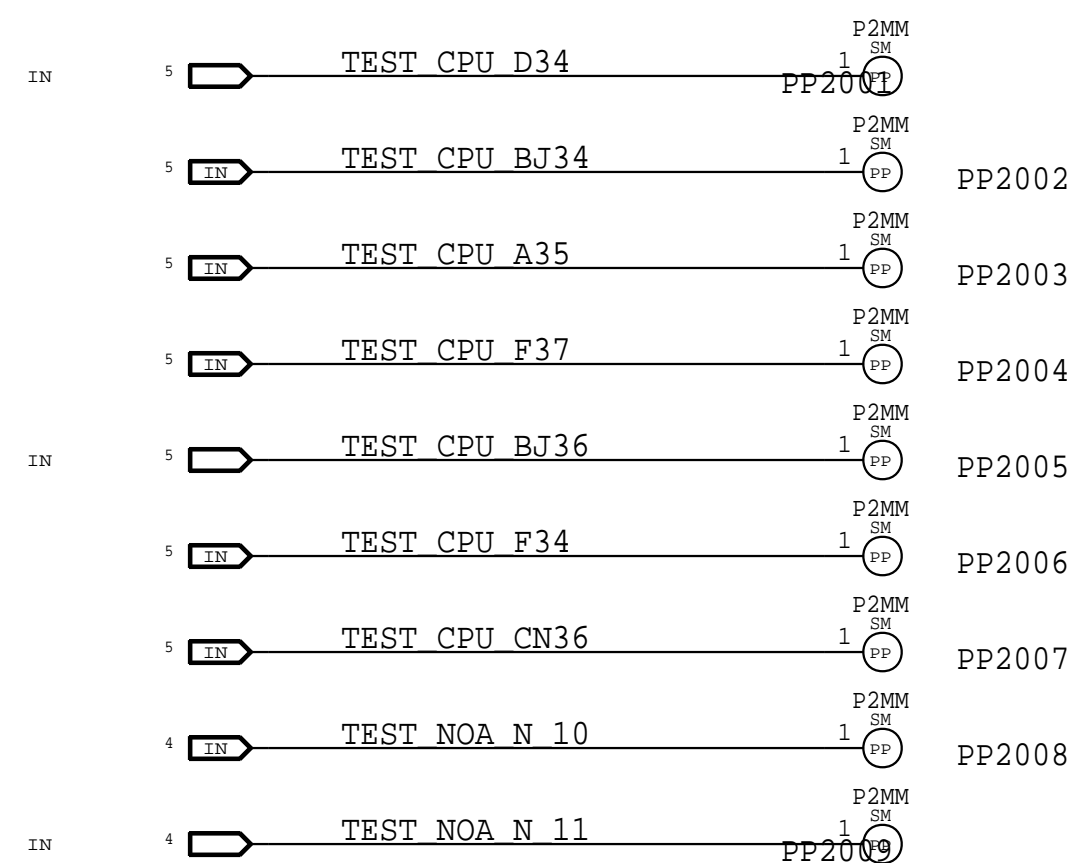 P2MM
SM
IN 5 TEST_CPU_D34 1 PP
PP2001
P2MM
SM
5 IN TEST_CPU_BJ34 1 PP PP2002
P2MM
SM
5 IN TEST_CPU_A35 1 PP PP2003
P2MM
SM
5 IN TEST_CPU_F37 1 PP PP2004
P2MM
SM
IN 5 TEST_CPU_BJ36 1 PP PP2005
P2MM
SM
5 IN TEST_CPU_F34 1 PP PP2006
P2MM
SM
5 IN TEST_CPU_CN36 1 PP PP2007
P2MM
SM
4 IN TEST_NOA_N_10 1 PP PP2008
P2MM
SM
IN 4 TEST_NOA_N_11 1 PP
PP2009